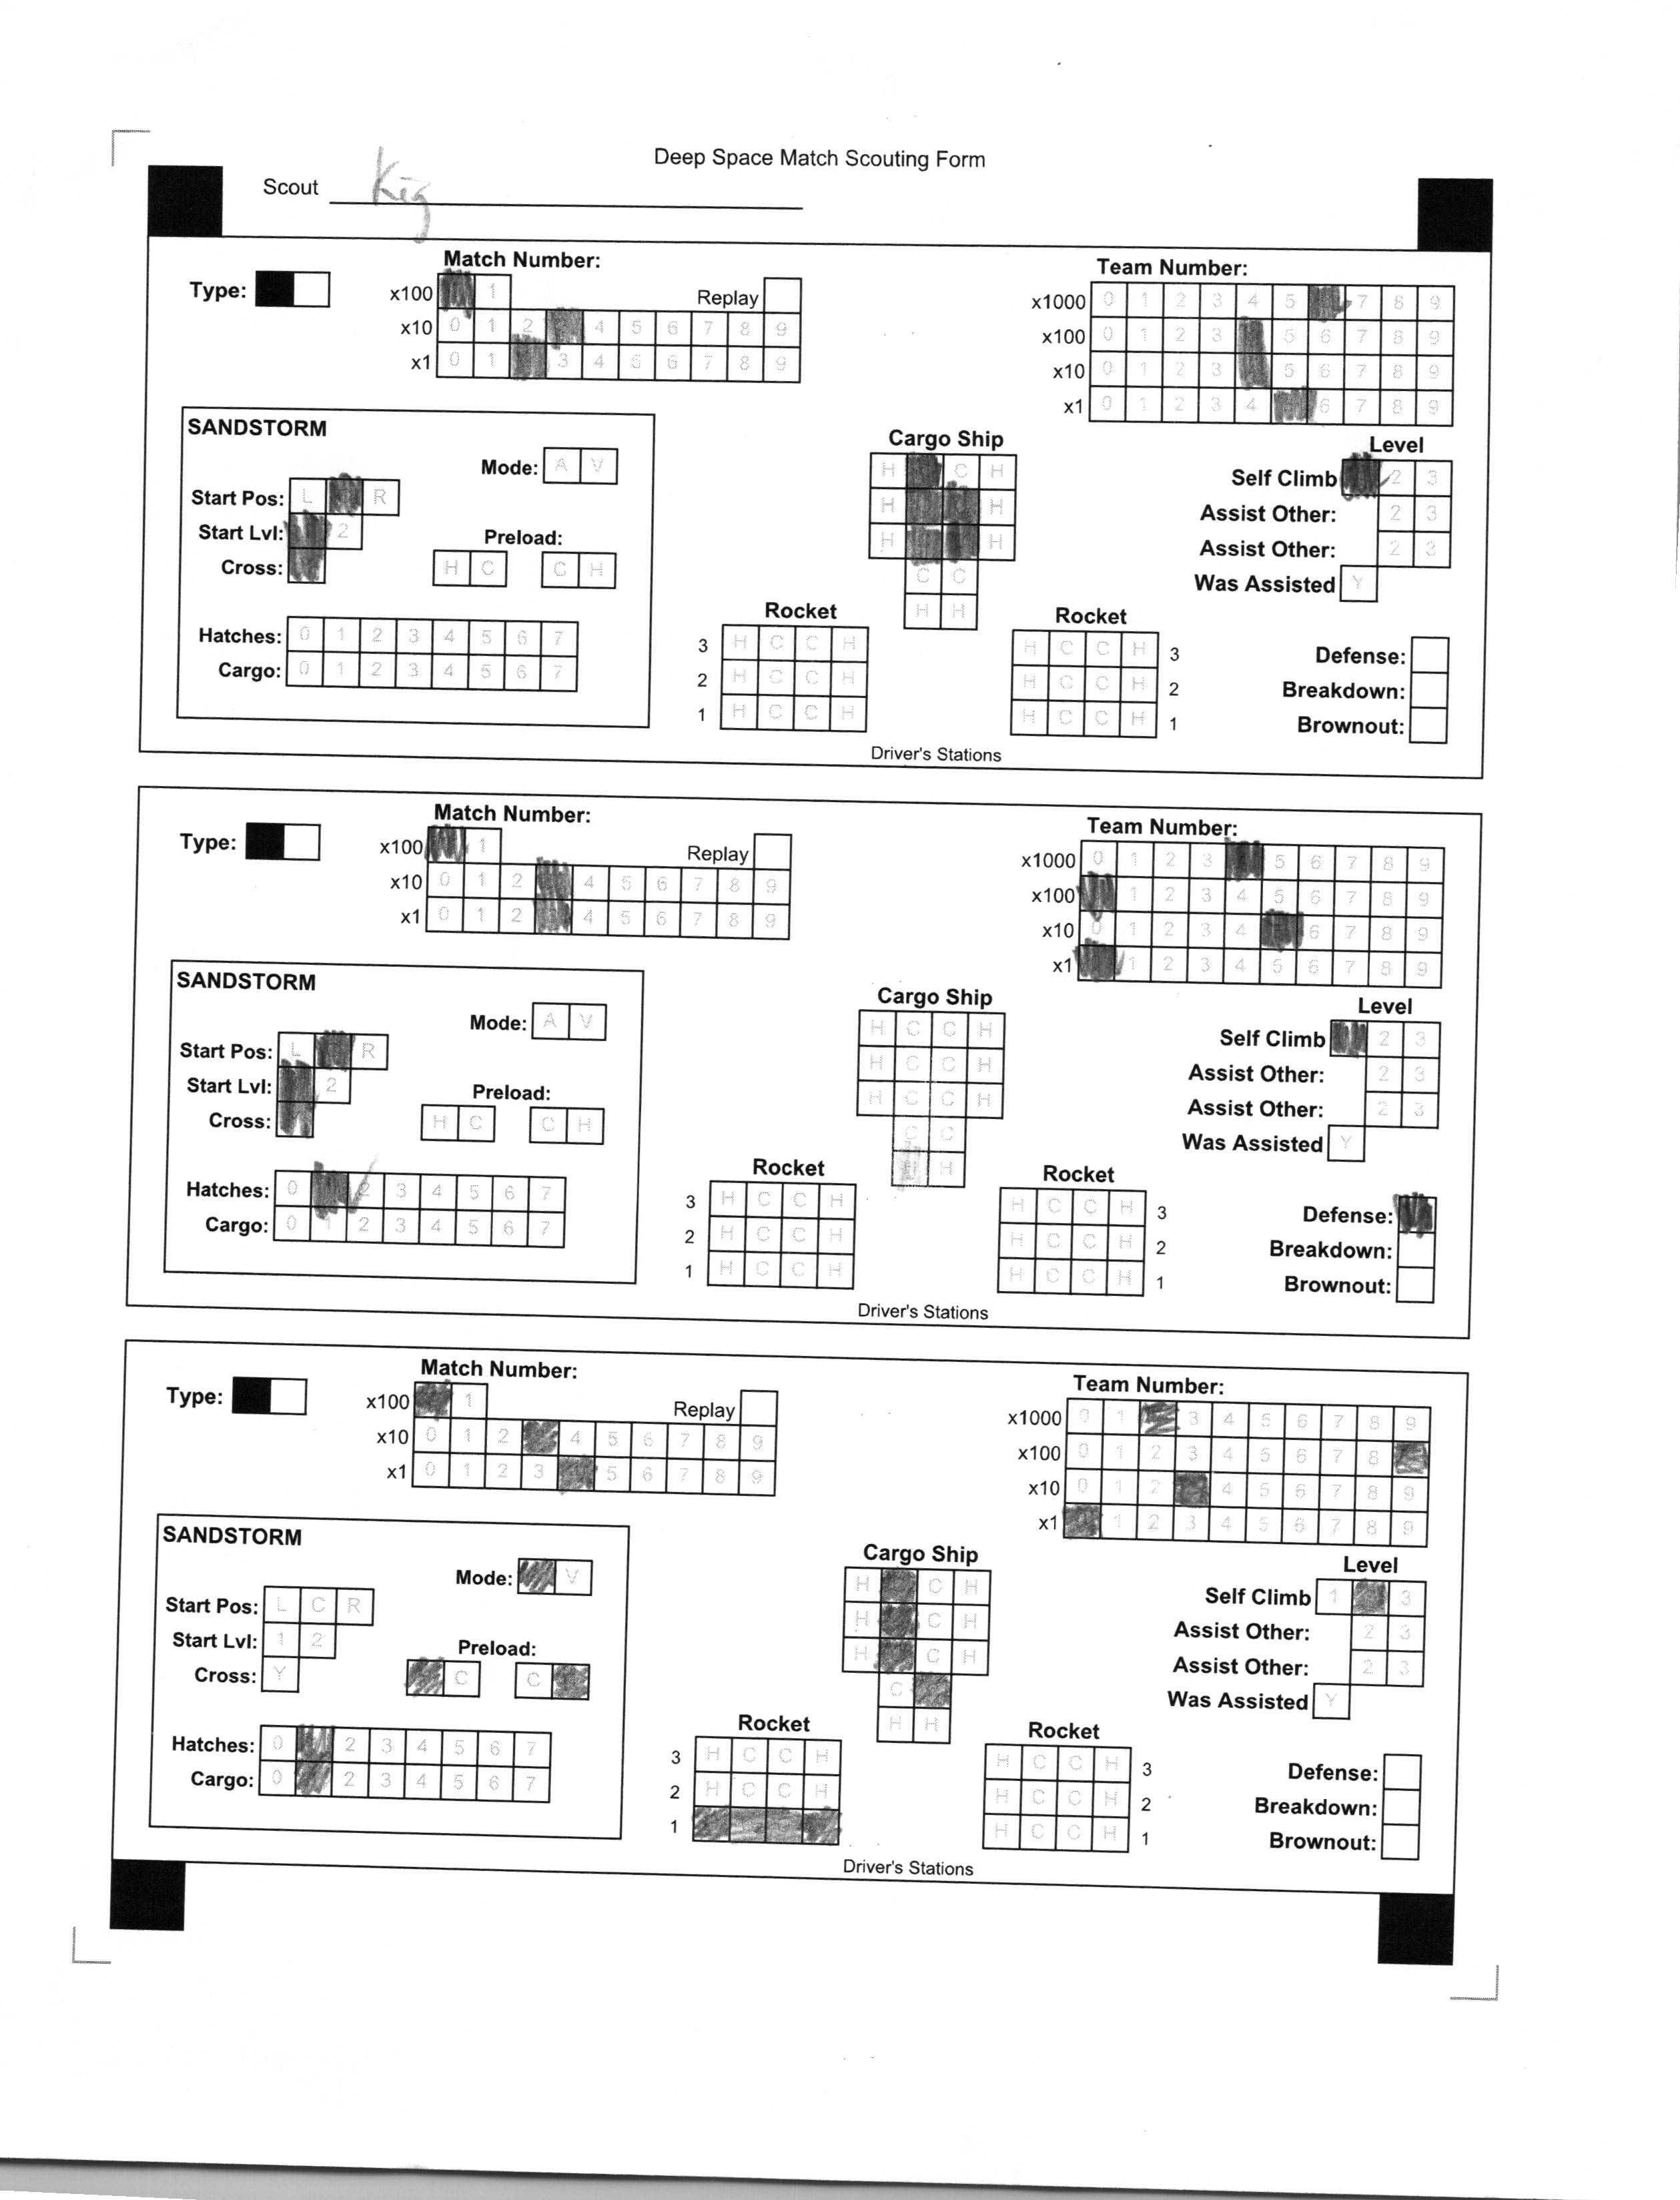 Deep Space Match Scouting Form
Scout Kig
Match Number:
Team Number:
Type:
x100 1
Replay
x10 0 1 2 4 5 6 7 8 9
x1 0 1 3 4 5 6 7 8 9
x1000 0 1 2 3 4 5 7 8 9
x100 0 1 2 3 5 6 7 8 9
x10 0 1 2 3 5 6 7 8 9
x1 0 1 2 3 4 6 7 8 9
SANDSTORM
Mode: A V
Start Pos: L R
Start Lvl: 2
Cross:
Preload:
H C C H
Hatches: 0 1 2 3 4 5 6 7
Cargo: 0 1 2 3 4 5 6 7
Cargo Ship
H C H
H H
H H
C C
H H
Rocket
3 H C C H
2 H C C H
1 H C C H
Rocket
H C C H 3
H C C H 2
H C C H 1
Level
Self Climb 2 3
Assist Other: 2 3
Assist Other: 2 3
Was Assisted Y
Defense:
Breakdown:
Brownout:
Driver's Stations
Match Number:
Team Number:
Type:
x100 1
Replay
x10 0 1 2 4 5 6 7 8 9
x1 0 1 2 4 5 6 7 8 9
x1000 0 1 2 3 5 6 7 8 9
x100 1 2 3 4 5 6 7 8 9
x10 0 1 2 3 4 6 7 8 9
x1 1 2 3 4 5 6 7 8 9
SANDSTORM
Mode: A V
Start Pos: L R
Start Lvl: 2
Cross:
Preload:
H C C H
Hatches: 0 2 3 4 5 6 7
Cargo: 0 1 2 3 4 5 6 7
Cargo Ship
H C C H
H C C H
H C C H
C C
H H
Rocket
3 H C C H
2 H C C H
1 H C C H
Rocket
H C C H 3
H C C H 2
H C C H 1
Level
Self Climb 2 3
Assist Other: 2 3
Assist Other: 2 3
Was Assisted Y
Defense:
Breakdown:
Brownout:
Driver's Stations
Match Number:
Team Number:
Type:
x100 1
Replay
x10 0 1 2 4 5 6 7 8 9
x1 0 1 2 3 5 6 7 8 9
x1000 0 1 3 4 5 6 7 8 9
x100 0 1 2 3 4 5 6 7 8
x10 0 1 2 4 5 6 7 8 9
x1 1 2 3 4 5 6 7 8 9
SANDSTORM
Mode: V
Start Pos: L C R
Start Lvl: 1 2
Cross: Y
Preload:
C C
Hatches: 0 2 3 4 5 6 7
Cargo: 0 2 3 4 5 6 7
Cargo Ship
H C H
H C H
H C H
C
H H
Rocket
3 H C C H
2 H C C H
1
Rocket
H C C H 3
H C C H 2
H C C H 1
Level
Self Climb 1 3
Assist Other: 2 3
Assist Other: 2 3
Was Assisted Y
Defense:
Breakdown:
Brownout:
Driver's Stations